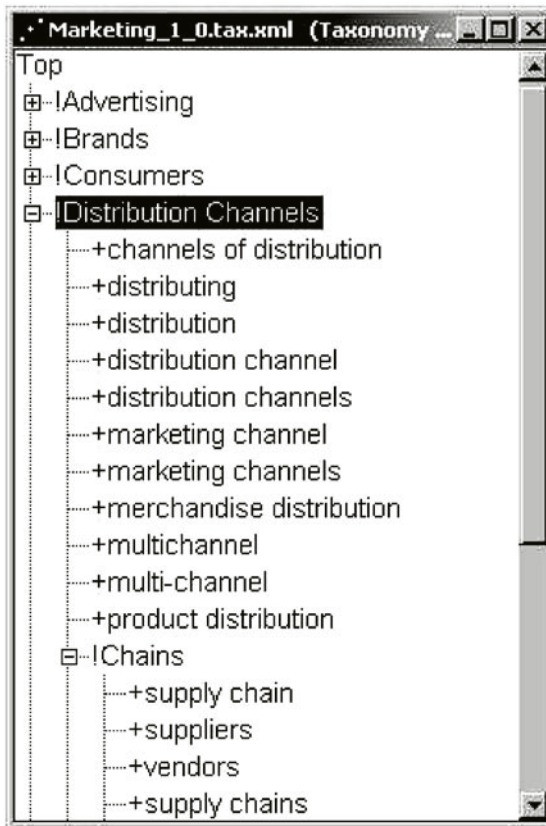 Marketing_1_0.tax.xml (Taxonomy ...
Top
!Advertising
!Brands
!Consumers
!Distribution Channels
+channels of distribution
+distributing
+distribution
+distribution channel
+distribution channels
+marketing channel
+marketing channels
+merchandise distribution
+multichannel
+multi-channel
+product distribution
!Chains
+supply chain
+suppliers
+vendors
+supply chains